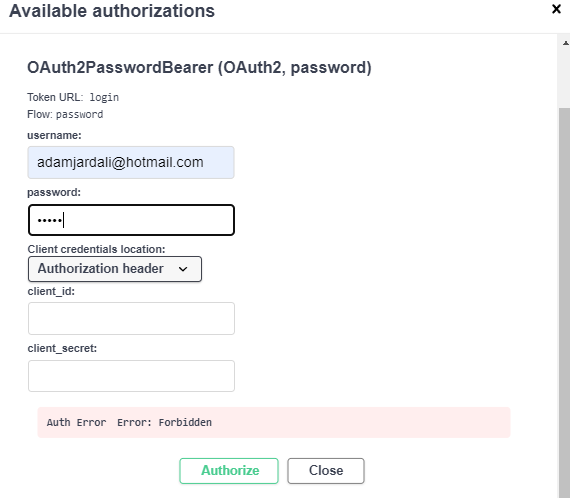 Available authorizations
OAuth2PasswordBearer (OAuth2, password)
Token URL: login
Flow: password
username:
adamjardali@hotmail.com
password:
•••••
Client credentials location:
Authorization header
client_id:
client_secret:
Auth Error Error: Forbidden
Authorize Close